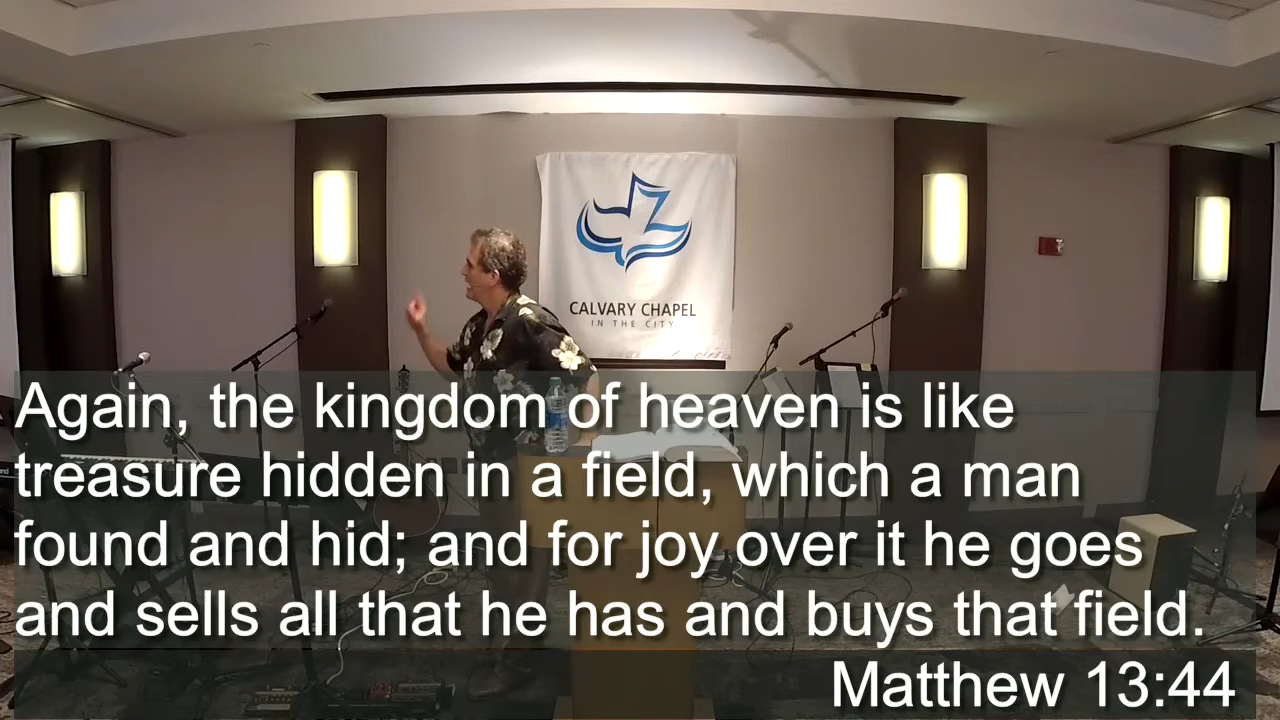 CALVARY CHAPEL
IN THE CITY
Again, the kingdom of heaven is like
treasure hidden in a field, which a man
found and hid; and for joy over it he goes
and sells all that he has and buys that field.
Matthew 13:44